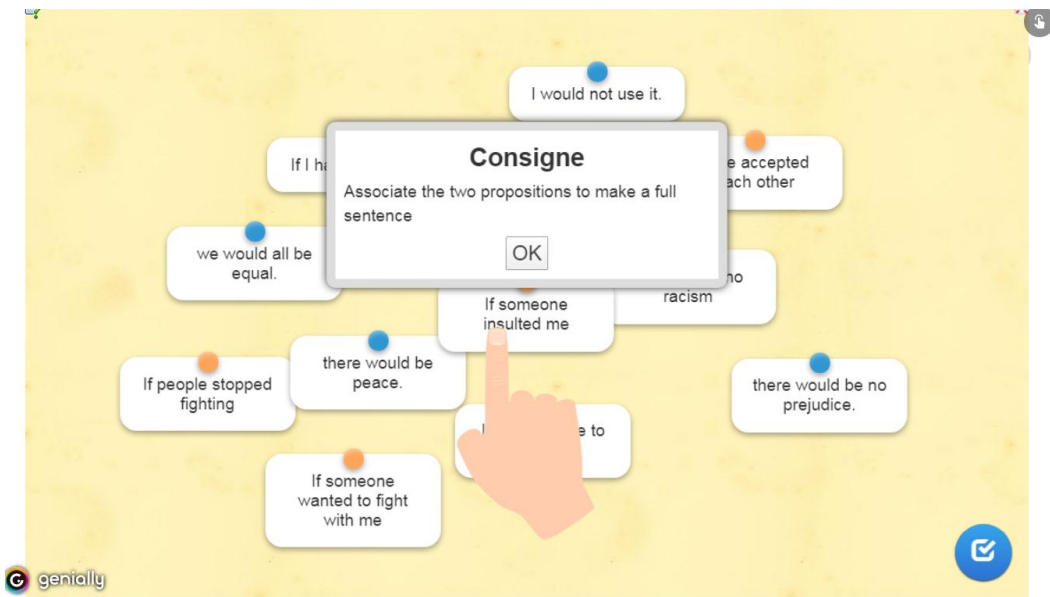 I would not use it.
Consigne
Associate the two propositions to make a full
sentence
OK
If I
accepted
other
we would all be
equal.
no
racism
If someone
insulted me
there would be
peace.
If people stopped
fighting
there would be no
prejudice.
to
If someone
wanted to fight
with me
genially